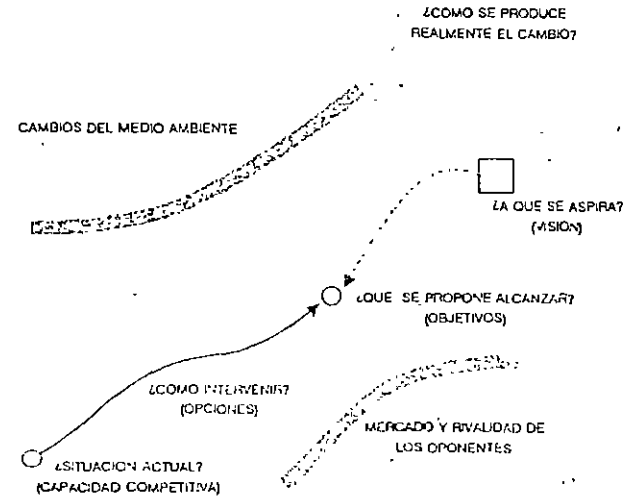 ¿COMO SE PRODUCE
REALMENTE EL CAMBIO?
CAMBIOS DEL MEDIO AMBIENTE
¿A QUE SE ASPIRA?
(VISION)
¿QUE SE PROPONE ALCANZAR?
(OBJETIVOS)
¿COMO INTERVENIR?
(OPCIONES)
MERCADO Y RIVALIDAD DE
LOS OPONENTES
¿SITUACION ACTUAL?
(CAPACIDAD COMPETITIVA)